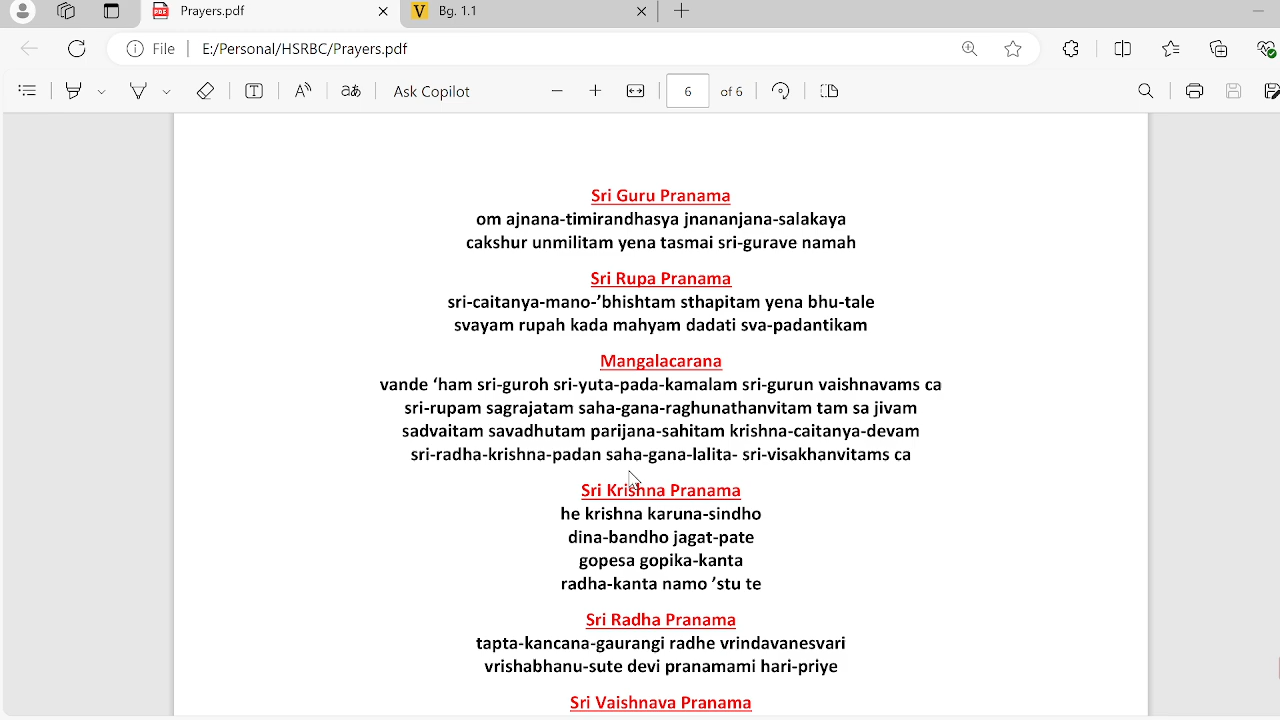 Prayers.pdf
Bg. 1.1
File
E:/Personal/HSRBC/Prayers.pdf
Ask Copilot
6 of 6
Sri Guru Pranama
om ajnana-timirandhasya jnananjana-salakaya
cakshur unmilitam yena tasmai sri-gurave namah
Sri Rupa Pranama
sri-caitanya-mano-’bhishtam sthapitam yena bhu-tale
svayam rupah kada mahyam dadati sva-padantikam
Mangalacarana
vande ‘ham sri-guroh sri-yuta-pada-kamalam sri-gurun vaishnavams ca
sri-rupam sagrajatam saha-gana-raghunathanvitam tam sa jivam
sadvaitam savadhutam parijana-sahitam krishna-caitanya-devam
sri-radha-krishna-padan saha-gana-lalita- sri-visakhanvitams ca
Sri Krishna Pranama
he krishna karuna-sindho
dina-bandho jagat-pate
gopesa gopika-kanta
radha-kanta namo ’stu te
Sri Radha Pranama
tapta-kancana-gaurangi radhe vrindavanesvari
vrishabhanu-sute devi pranamami hari-priye
Sri Vaishnava Pranama